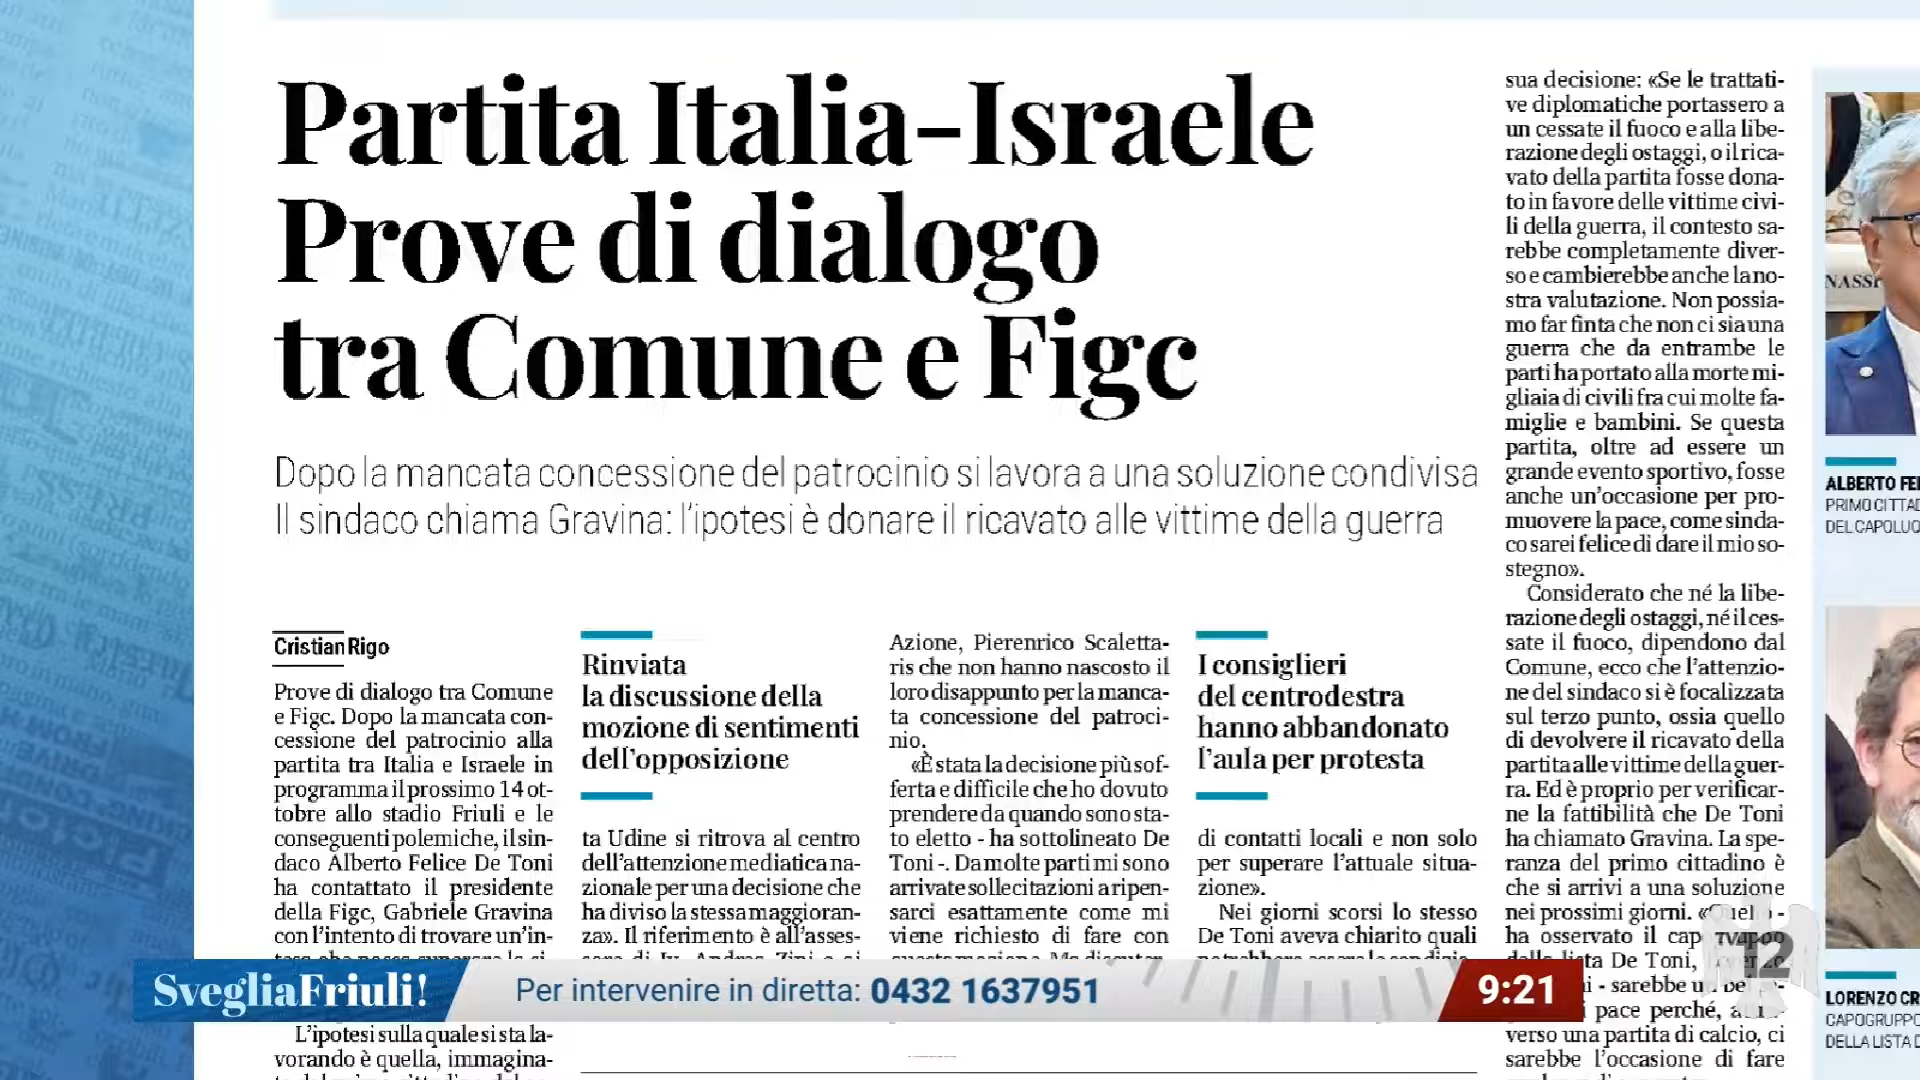 Partita Italia-Israele
Prove di dialogo
tra Comune e Figc
Dopo la mancata concessione del patrocinio si lavora a una soluzione condivisa
Il sindaco chiama Gravina: l'ipotesi è donare il ricavato alle vittime della guerra
Cristian Rigo
Prove di dialogo tra Comune
e Figc. Dopo la mancata con-
cessione del patrocinio alla
partita tra Italia e Israele in
programma il prossimo 14 ot-
tobre allo stadio Friuli e le
conseguenti polemiche, il sin-
daco Alberto Felice De Toni
ha contattato il presidente
della Figc, Gabriele Gravina
con l'intento di trovare un'in-
L'ipotesi sulla quale si sta la-
vorando è quella, immagina-
Rinviata
la discussione della
mozione di sentimenti
dell'opposizione
ta Udine si ritrova al centro
dell'attenzione mediatica na-
zionale per una decisione che
ha diviso la stessa maggioran-
za». Il riferimento è all'asses-
Azione, Pierenrico Scaletta-
ris che non hanno nascosto il
loro disappunto per la manca-
ta concessione del patroci-
nio.
«È stata la decisione più sof-
ferta e difficile che ho dovuto
prendere da quando sono sta-
to eletto - ha sottolineato De
Toni -. Da molte parti mi sono
arrivate sollecitazioni a ripen-
sarci esattamente come mi
viene richiesto di fare con
I consiglieri
del centrodestra
hanno abbandonato
l'aula per protesta
di contatti locali e non solo
per superare l'attuale situa-
zione».
Nei giorni scorsi lo stesso
De Toni aveva chiarito quali
sua decisione: «Se le trattati-
ve diplomatiche portassero a
un cessate il fuoco e alla libe-
razione degli ostaggi, o il rica-
vato della partita fosse dona-
to in favore delle vittime civi-
li della guerra, il contesto sa-
rebbe completamente diver-
so e cambierebbe anche la no-
stra valutazione. Non possia-
mo far finta che non ci sia una
guerra che da entrambe le
parti ha portato alla morte mi-
gliaia di civili fra cui molte fa-
miglie e bambini. Se questa
partita, oltre ad essere un
grande evento sportivo, fosse
anche un'occasione per pro-
muovere la pace, come sinda-
co sarei felice di dare il mio so-
stegno».
Considerato che né la libe-
razione degli ostaggi, né il ces-
sate il fuoco, dipendono dal
Comune, ecco che l'attenzio-
ne del sindaco si è focalizzata
sul terzo punto, ossia quello
di devolvere il ricavato della
partita alle vittime della guer-
ra. Ed è proprio per verificar-
ne la fattibilità che De Toni
ha chiamato Gravina. La spe-
ranza del primo cittadino è
che si arrivi a una soluzione
nei prossimi giorni. «Quello -
ha osservato il
lista De Toni,
- sarebbe un
pace perché,
verso una partita di calcio, ci
sarebbe l'occasione di fare
ALBERTO FE
PRIMO CITTA
DEL CAPOLUO
LORENZO CR
CAPOGRUPPO
DELLA LISTA D
SvegliaFriuli!
Per intervenire in diretta: 0432 1637951
9:21
TV12